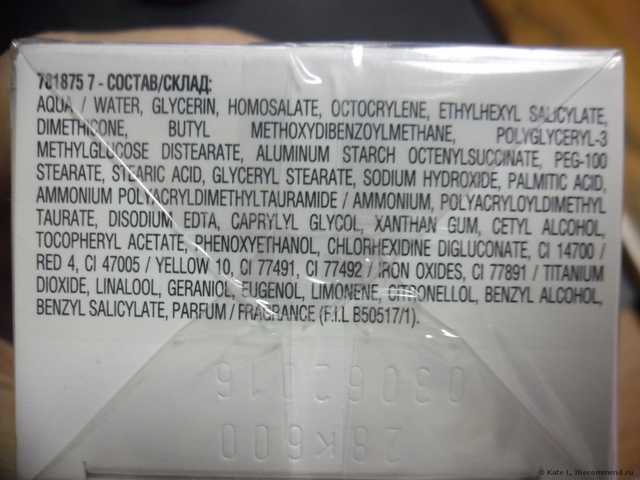 781875 7 - СОСТАВ/СКЛАД:
AQUA / WATER, GLYCERIN, HOMOSALATE, OCTOCRYLENE, ETHYLHEXYL SALICYLATE,
DIMETHICONE, BUTYL METHOXYDIBENZOYLMETHANE, POLYGLYCERYL-3
METHYLGLUCOSE DISTEARATE, ALUMINUM STARCH OCTENYLSUCCINATE, PEG-100
STEARATE, STEARIC ACID, GLYCERYL STEARATE, SODIUM HYDROXIDE, PALMITIC ACID,
AMMONIUM POLYACRYLDIMETHYLTAURAMIDE / AMMONIUM, POLYACRYLOYLDIMETHYL
TAURATE, DISODIUM EDTA, CAPRYLYL GLYCOL, XANTHAN GUM, CETYL ALCOHOL,
TOCOPHERYL ACETATE, PHENOXYETHANOL, CHLORHEXIDINE DIGLUCONATE, CI 14700 /
RED 4, CI 47005 / YELLOW 10, CI 77491, CI 77492 / IRON OXIDES, CI 77891 / TITANIUM
DIOXIDE, LINALOOL, GERANIOL, EUGENOL, LIMONENE, CITRONELLOL, BENZYL ALCOHOL,
BENZYL SALICYLATE, PARFUM / FRAGRANCE (F.I.L B50517/1).
03062016
28K600
© Kate I, IRecommend.ru